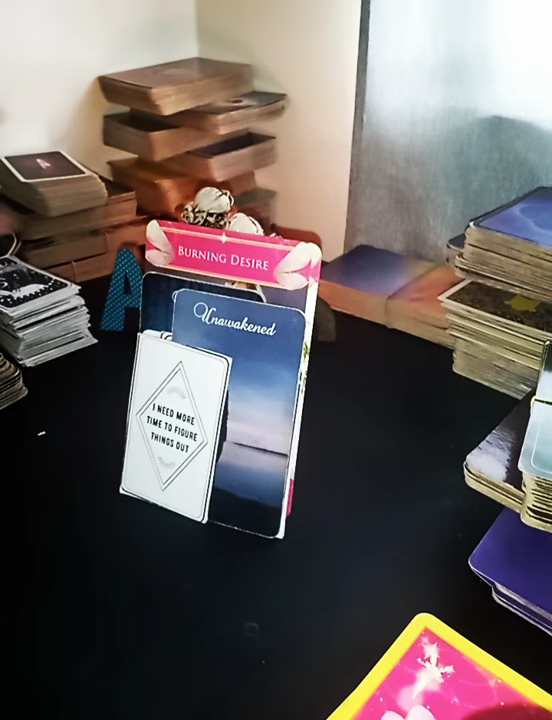 BURNING DESIRE
Unawakened
I NEED MORE
TIME TO FIGURE
THINGS OUT
A